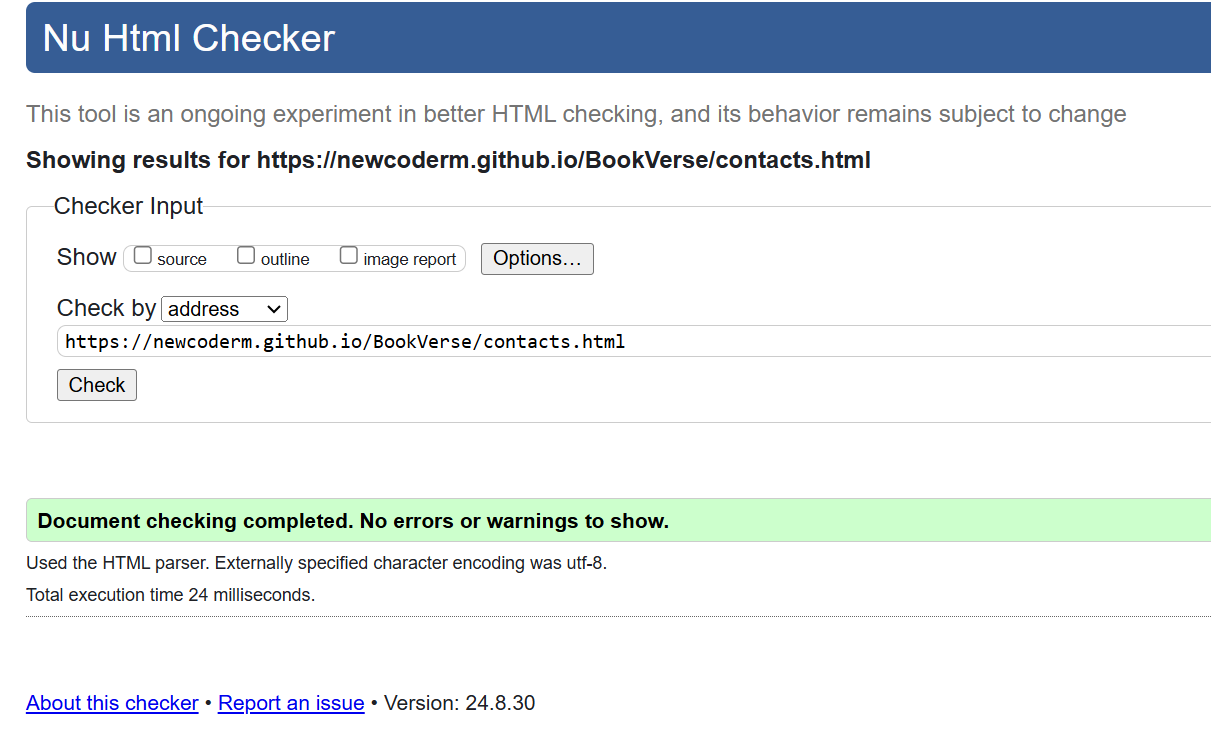 Nu Html Checker
This tool is an ongoing experiment in better HTML checking, and its behavior remains subject to change
Showing results for https://newcoderm.github.io/BookVerse/contacts.html
Checker Input
Show source outline image report Options...
Check by address
https://newcoderm.github.io/BookVerse/contacts.html
Check
Document checking completed. No errors or warnings to show.
Used the HTML parser. Externally specified character encoding was utf-8.
Total execution time 24 milliseconds.
About this checker • Report an issue • Version: 24.8.30